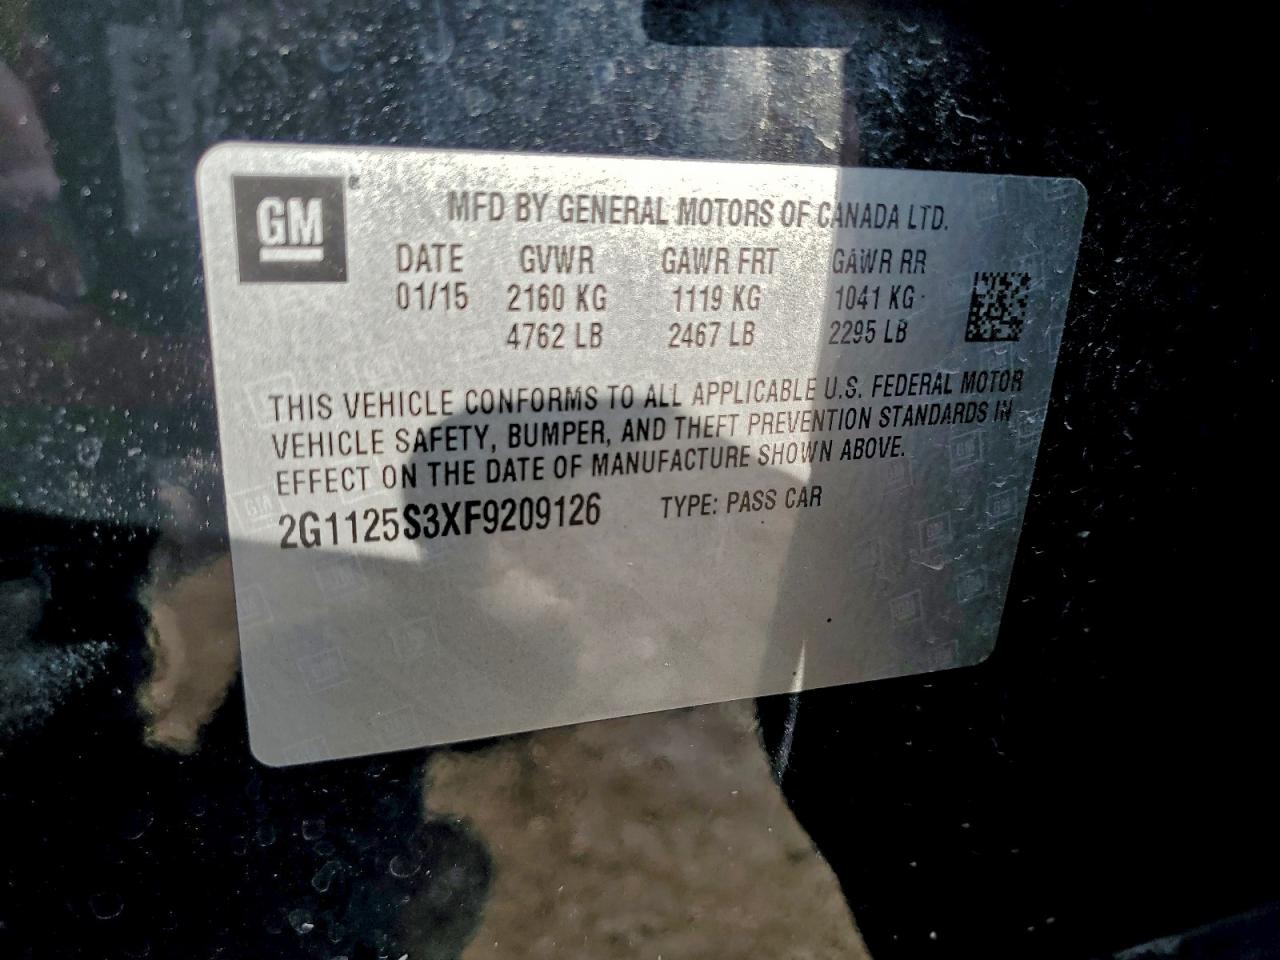 GM
MFD BY GENERAL MOTORS OF CANADA LTD.
DATE GVWR GAWR FRT GAWR RR
01/15 2160 KG 1119 KG 1041 KG
4762 LB 2467 LB 2295 LB
THIS VEHICLE CONFORMS TO ALL APPLICABLE U.S. FEDERAL MOTOR
VEHICLE SAFETY, BUMPER, AND THEFT PREVENTION STANDARDS IN
EFFECT ON THE DATE OF MANUFACTURE SHOWN ABOVE.
2G1125S3XF9209126 TYPE: PASS CAR